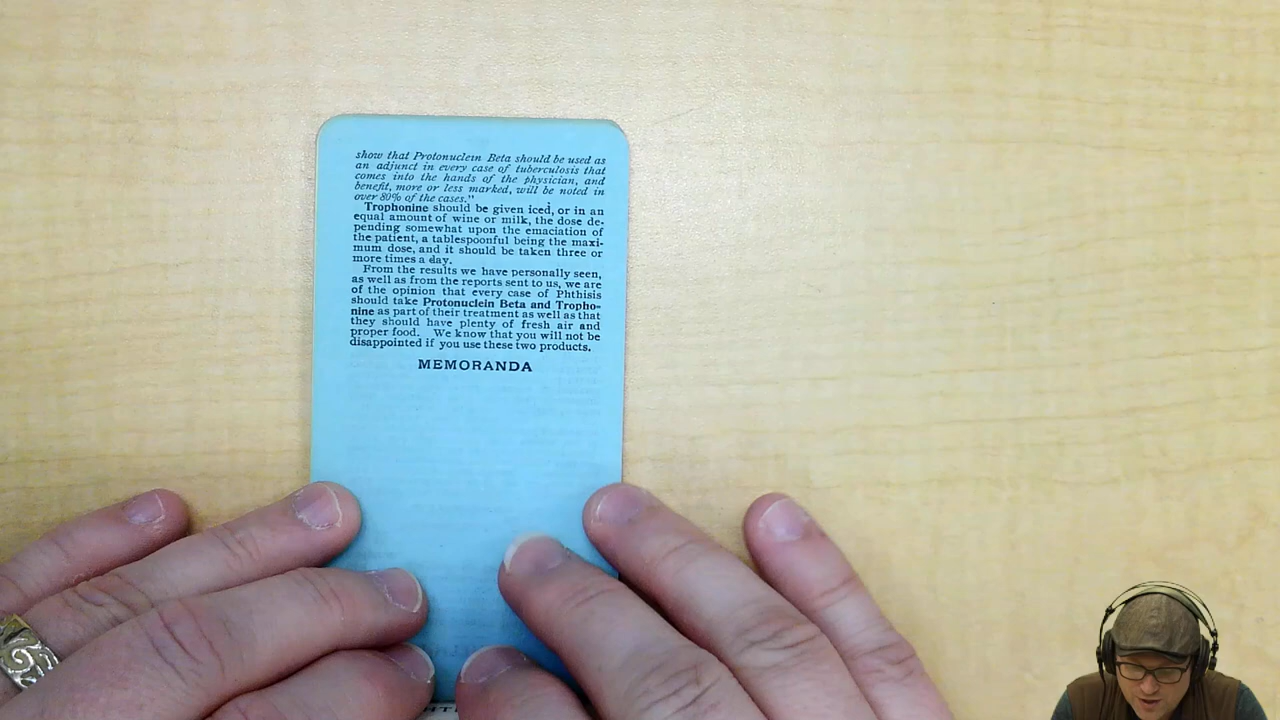 show that Protonuclein Beta should be used as
an adjunct in every case of tuberculosis that
comes into the hands of the physician, and
benefit, more or less marked, will be noted in
over 80% of the cases."
Trophonine should be given iced, or in an
equal amount of wine or milk, the dose de-
pending somewhat upon the emaciation of
the patient, a tablespoonful being the maxi-
mum dose, and it should be taken three or
more times a day.
From the results we have personally seen,
as well as from the reports sent to us, we are
of the opinion that every case of Phthisis
should take Protonuclein Beta and Tropho-
nine as part of their treatment as well as that
they should have plenty of fresh air and
proper food. We know that you will not be
disappointed if you use these two products.
MEMORANDA